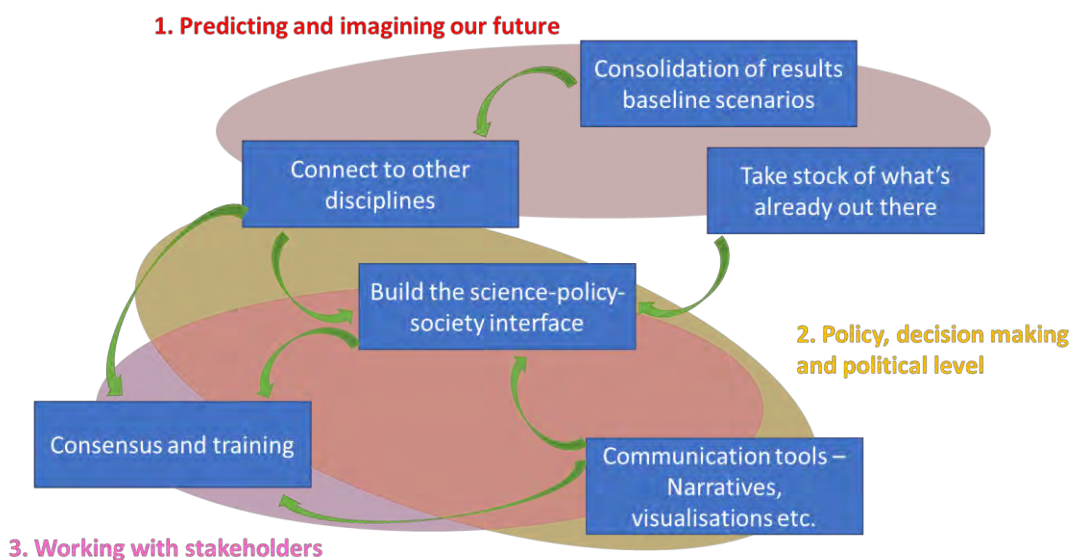 1. Predicting and imagining our future
Consolidation of results
baseline scenarios
Connect to other
disciplines
Take stock of what's
already out there
Build the science-policy-
society interface
2. Policy, decision making
and political level
Consensus and training
Communication tools –
Narratives,
visualisations etc.
3. Working with stakeholders